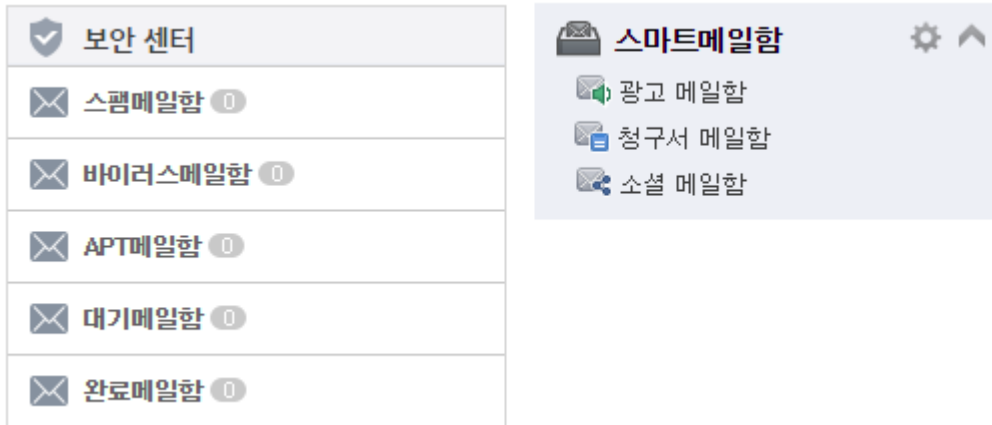 보안 센터
스팸메일함 0
바이러스메일함 0
APT메일함 0
대기메일함 0
완료메일함 0
스마트메일함
광고 메일함
청구서 메일함
소셜 메일함